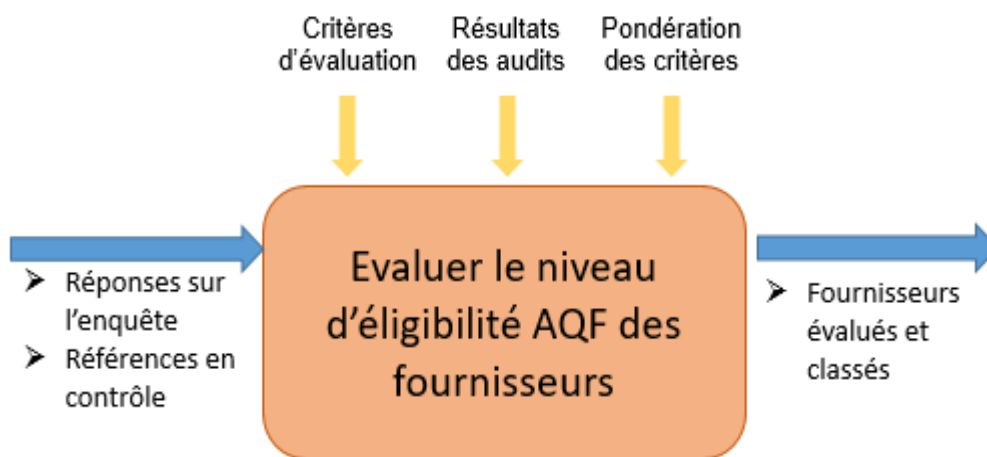 Critères
d'évaluation
Résultats
des audits
Pondération
des critères
Réponses sur
l'enquête
Références en
contrôle
Evaluer le niveau
d'éligibilité AQF des
fournisseurs
Fournisseurs
évalués et
classés